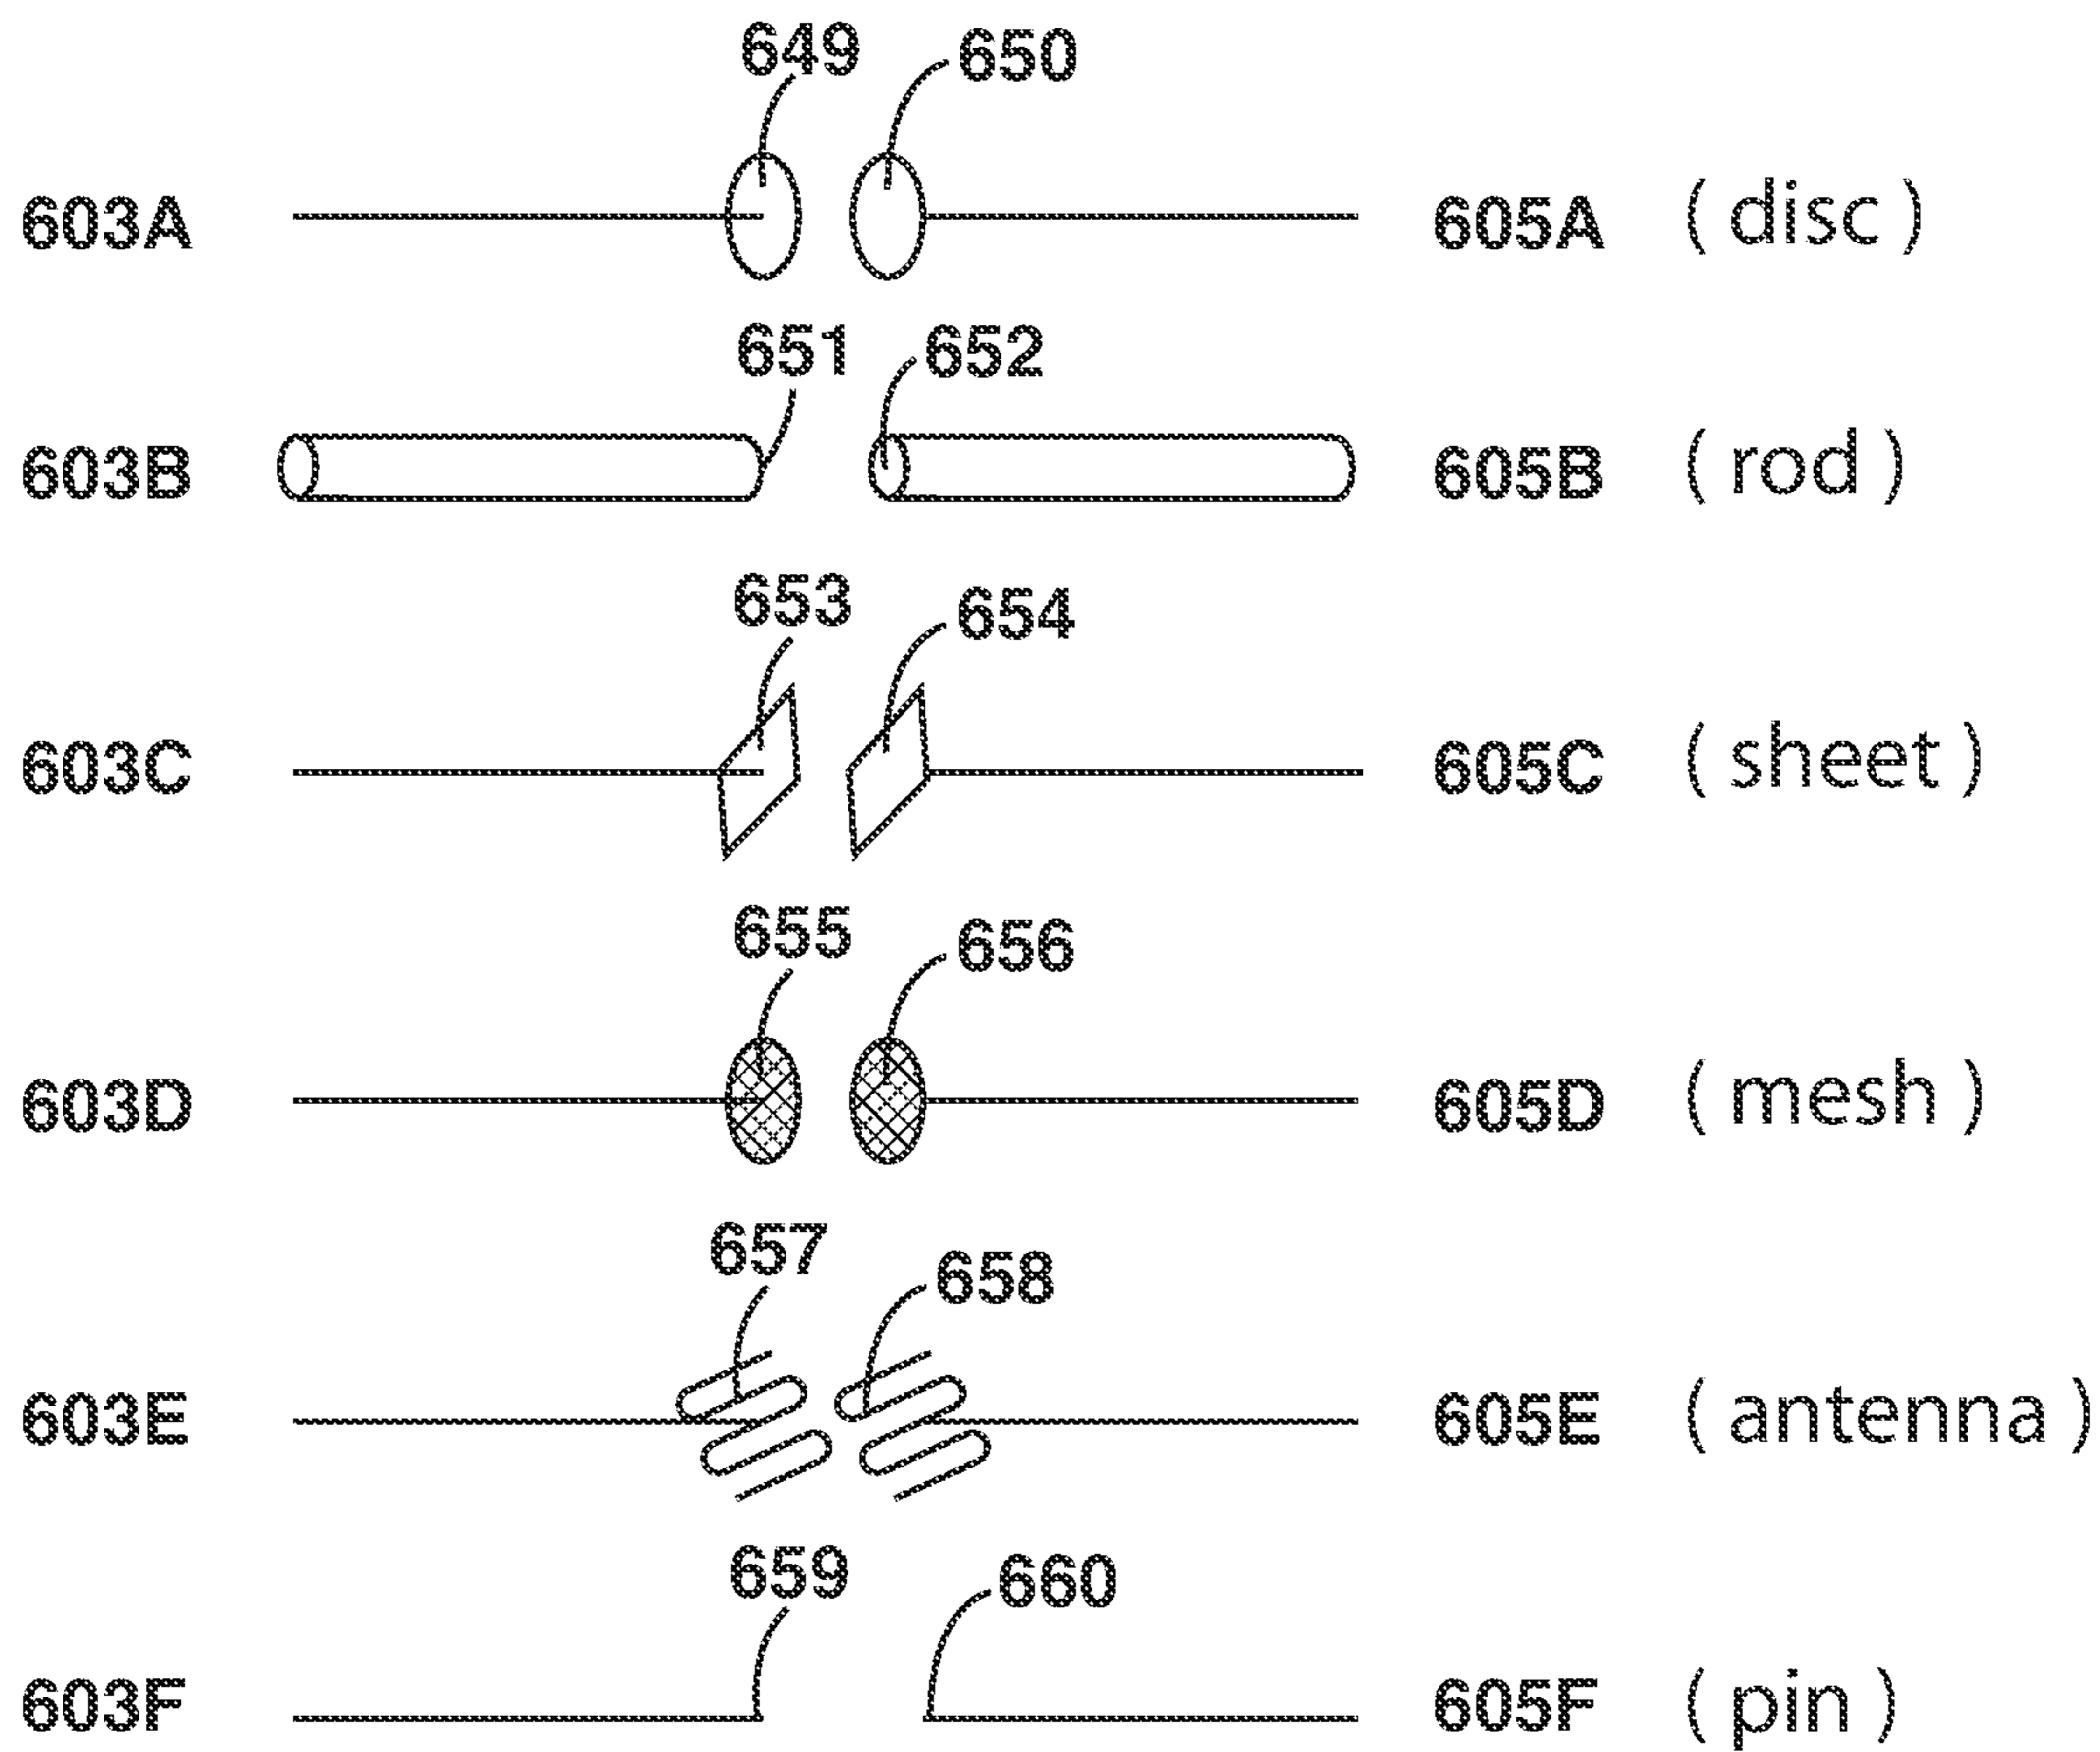 649 650
603A 605A ( disc )
651 652
603B 605B ( rod )
653 654
603C 605C ( sheet )
655 656
603D 605D ( mesh )
657 658
603E 605E ( antenna )
659 660
603F 605F ( pin )